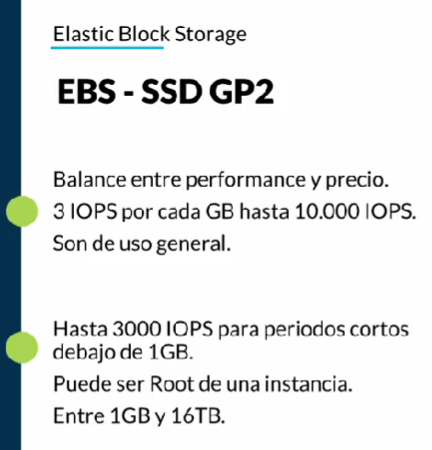 Elastic Block Storage
EBS - SSD GP2
Balance entre performance y precio.
3 IOPS por cada GB hasta 10.000 IOPS.
Son de uso general.
Hasta 3000 IOPS para periodos cortos
debajo de 1GB.
Puede ser Root de una instancia.
Entre 1GB y 16TB.